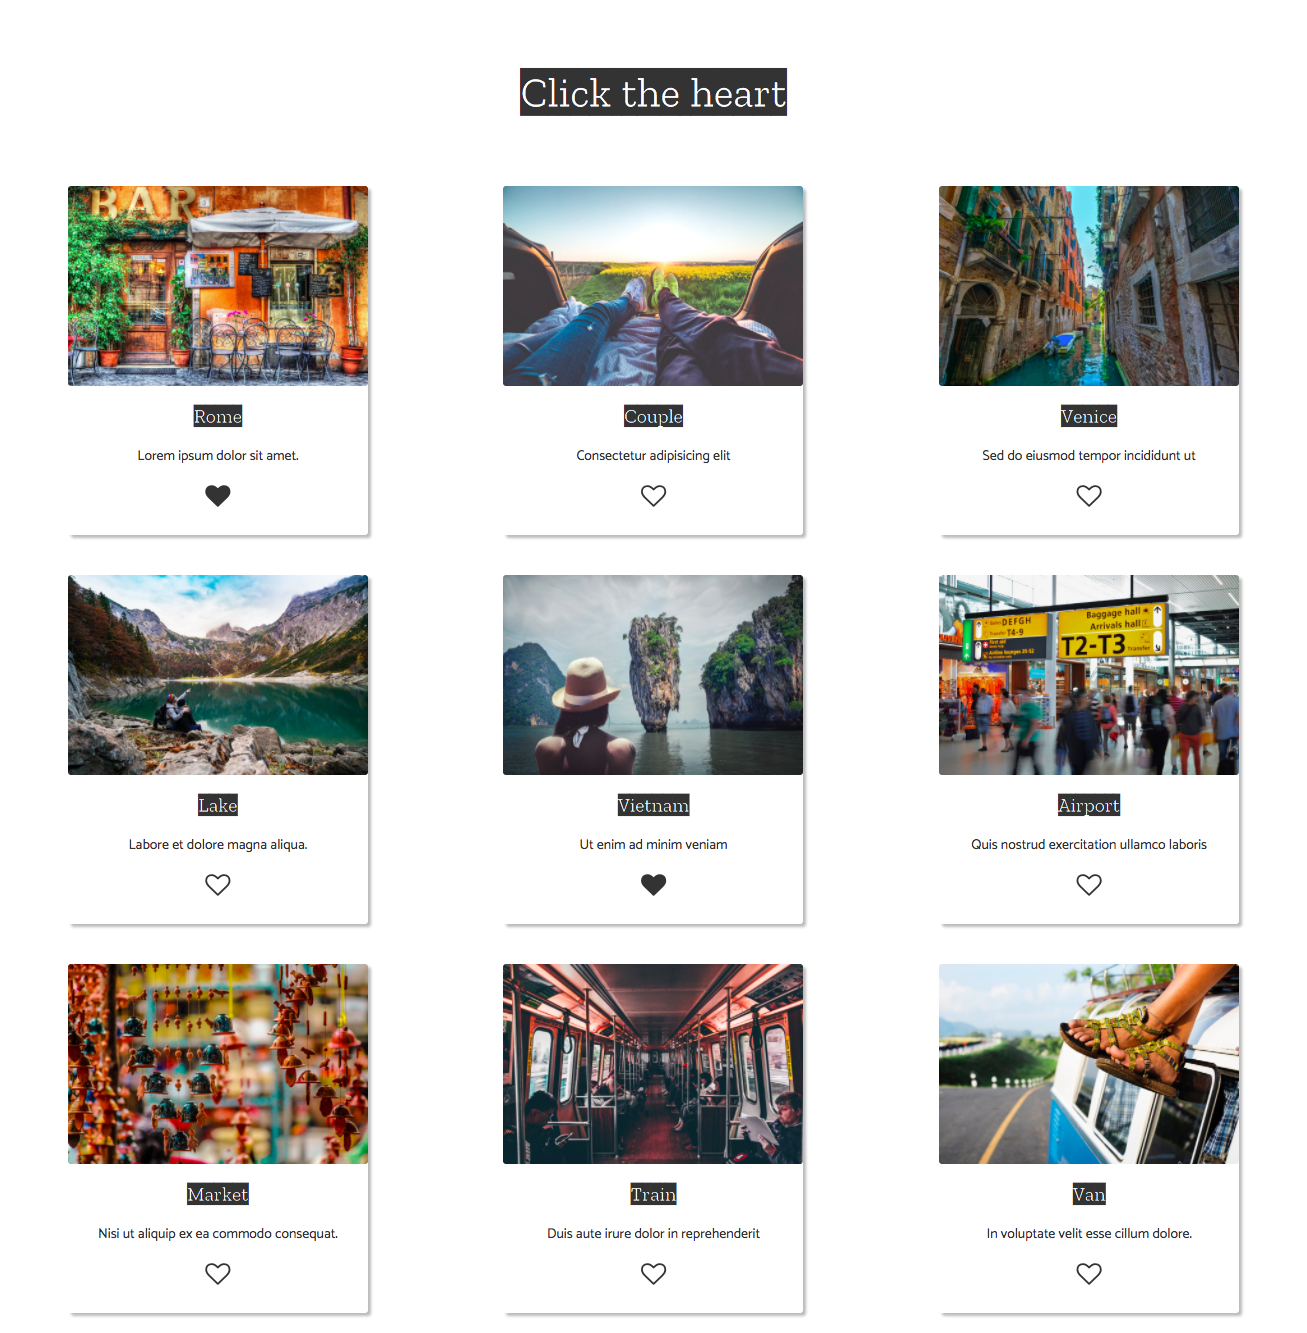 Click the heart
BAR
Rome
Lorem ipsum dolor sit amet.
Couple
Consectetur adipisicing elit
Venice
Sed do eiusmod tempor incididunt ut
Baggage hall
DEFGH
Arrivals hall
T4-9
T2-T3
Transfer
Lake
Labore et dolore magna aliqua.
Vietnam
Ut enim ad minim veniam
Airport
Quis nostrud exercitation ullamco laboris
Market
Nisi ut aliquip ex ea commodo consequat.
Train
Duis aute irure dolor in reprehenderit
Van
In voluptate velit esse cillum dolore.